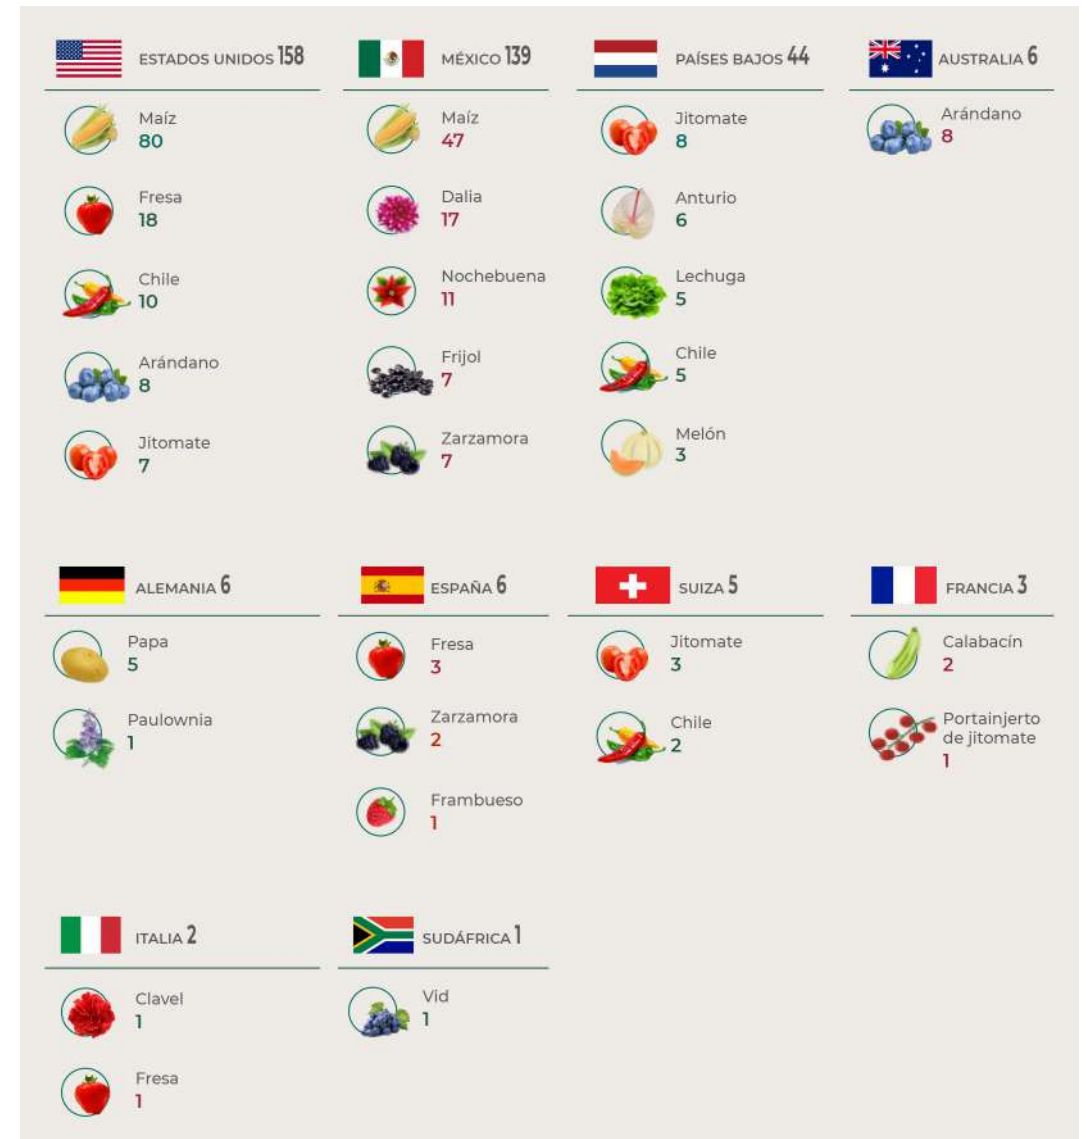 ESTADOS UNIDOS 158
Maíz
80
Fresa
18
Chile
10
Arándano
8
Jitomate
7
MÉXICO 139
Maíz
47
Dalia
17
Nochebuena
11
Frijol
7
Zarzamora
7
PAÍSES BAJOS 44
Jitomate
8
Anturio
6
Lechuga
5
Chile
5
Melón
3
AUSTRALIA 6
Arándano
8
ALEMANIA 6
Papa
5
Paulownia
1
ESPAÑA 6
Fresa
3
Zarzamora
2
Frambueso
1
SUIZA 5
Jitomate
3
Chile
2
FRANCIA 3
Calabacín
2
Portainjerto
de jitomate
1
ITALIA 2
Clavel
1
Fresa
1
SUDÁFRICA 1
Vid
1